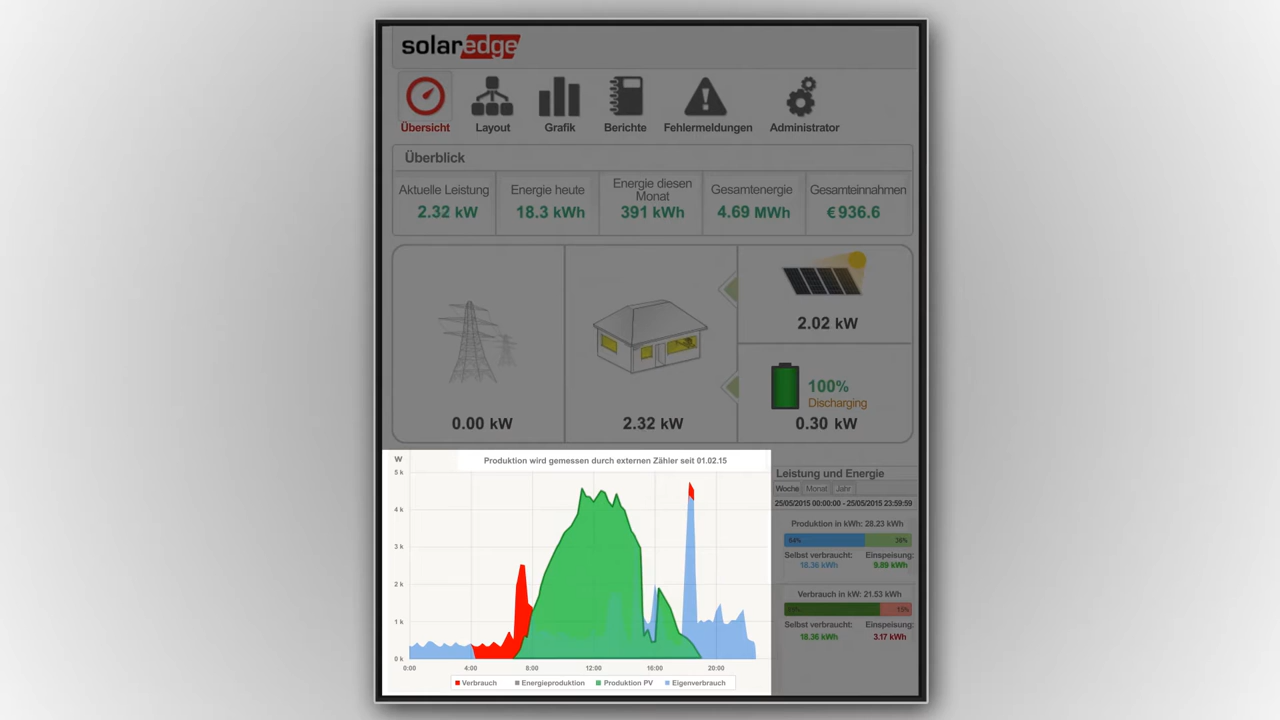 solaredge
Übersicht
Layout
Grafik
Berichte
Fehlermeldungen
Administrator
Überblick
Aktuelle Leistung
2.32 kW
Energie heute
18.3 kWh
Energie diesen
Monat
391 kWh
Gesamtenergie
4.69 MWh
Gesamteinnahmen
€ 936.6
0.00 kW
2.32 kW
2.02 kW
100%
Discharging
0.30 kW
W
Produktion wird gemessen durch externen Zähler seit 01.02.15
5 k
4 k
3 k
2 k
1 k
0 k
0:00 4:00 8:00 12:00 16:00 20:00
Verbrauch Energieproduktion Produktion PV Eigenverbrauch
Leistung und Energie
Woche Monat Jahr
25/05/2015 00:00:00 - 25/05/2015 23:59:59
Produktion in kWh: 28.23 kWh
64% 36%
Selbst verbraucht: Einspeisung:
18.36 kWh 9.89 kWh
Verbrauch in kW: 21.53 kWh
15%
Selbst verbraucht: Einspeisung:
18.36 kWh 3.17 kWh